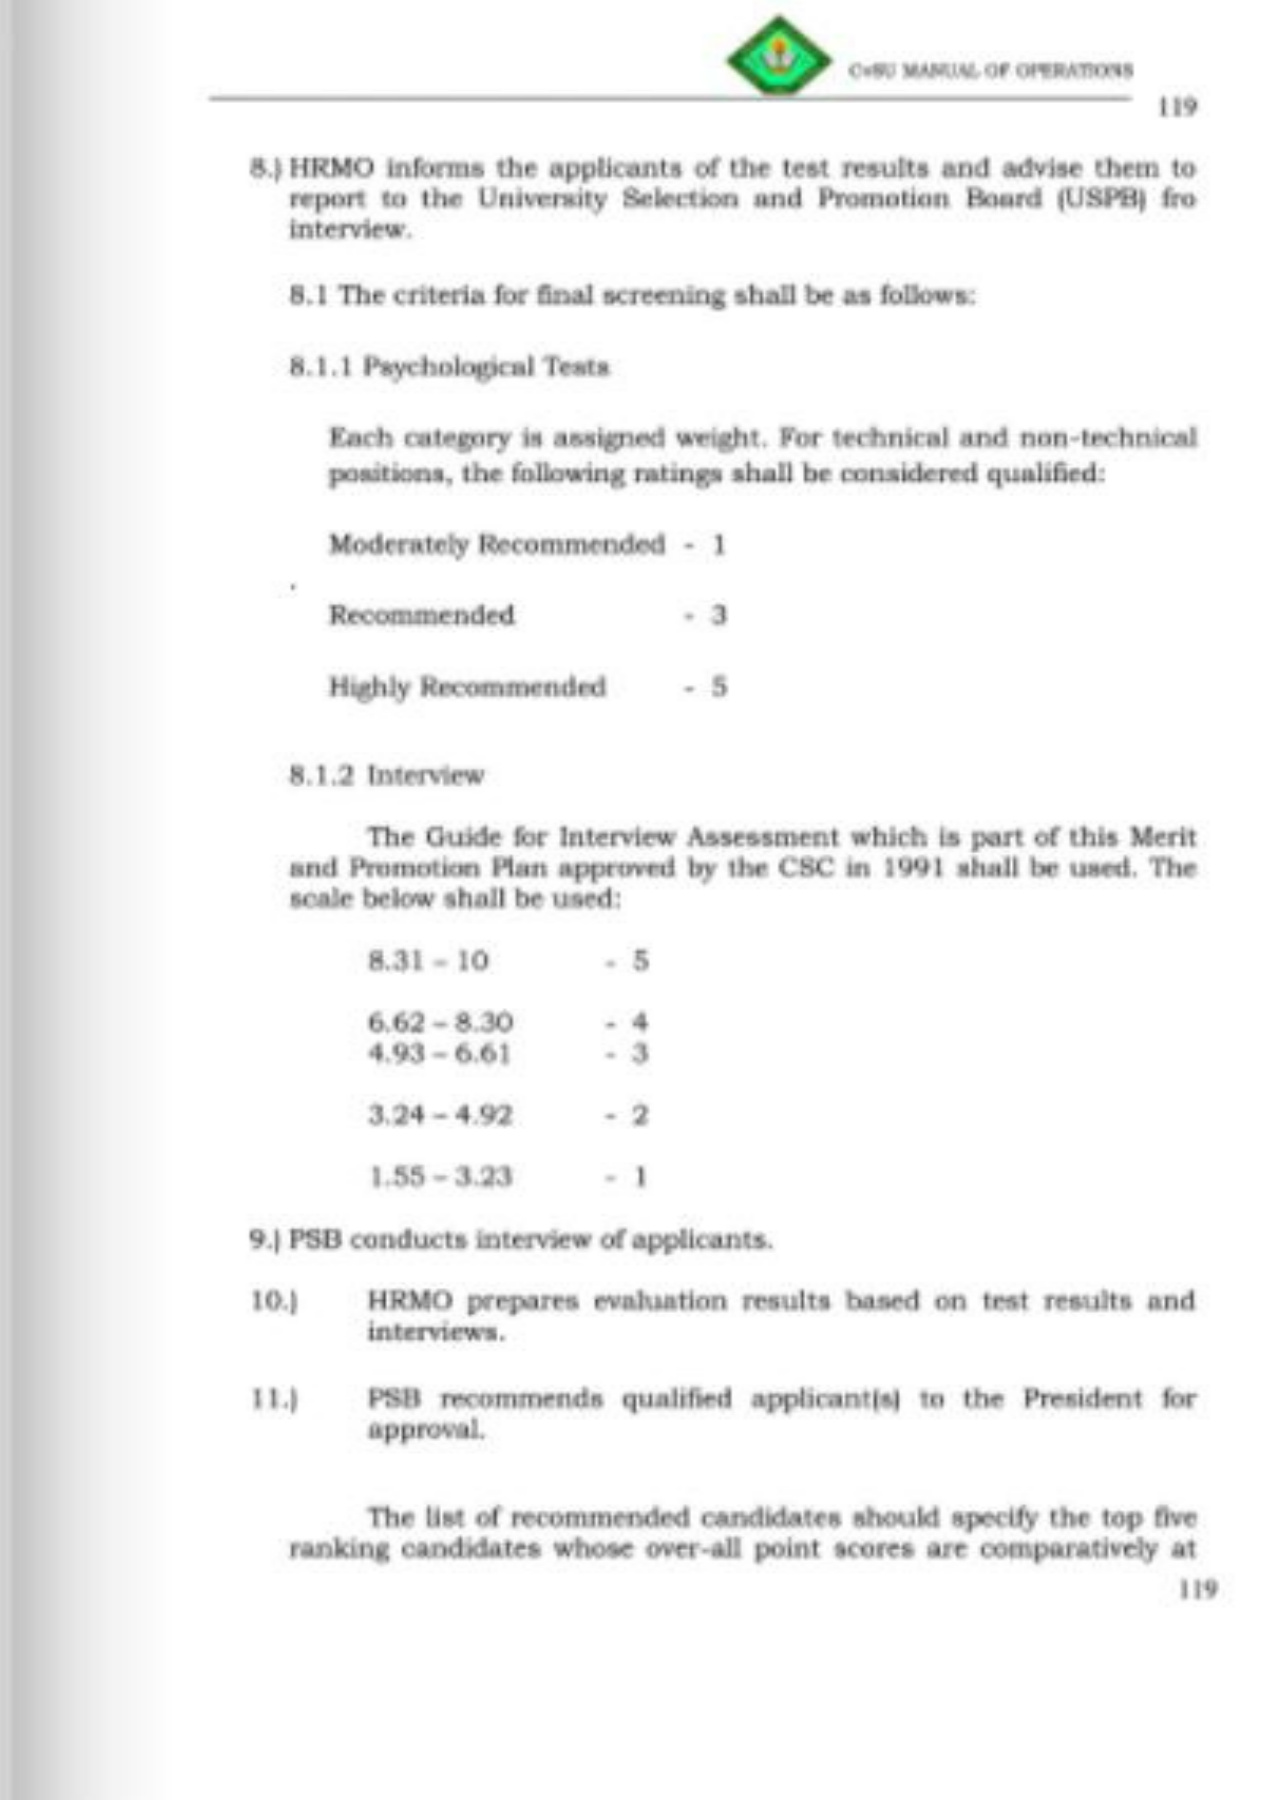 CvSU MANUAL OF OPERATIONS
119
8.) HRMO informs the applicants of the test results and advise them to
report to the University Selection and Promotion Board (USPB) fro
interview.
8.1 The criteria for final screening shall be as follows:
8.1.1 Psychological Tests
Each category is assigned weight. For technical and non-technical
positions, the following ratings shall be considered qualified:
Moderately Recommended - 1
Recommended - 3
Highly Recommended - 5
8.1.2 Interview
The Guide for Interview Assessment which is part of this Merit
and Promotion Plan approved by the CSC in 1991 shall be used. The
scale below shall be used:
8.31 – 10 - 5
6.62 – 8.30 - 4
4.93 – 6.61 - 3
3.24 – 4.92 - 2
1.55 – 3.23 - 1
9.) PSB conducts interview of applicants.
10.) HRMO prepares evaluation results based on test results and
interviews.
11.) PSB recommends qualified applicant(s) to the President for
approval.
The list of recommended candidates should specify the top five
ranking candidates whose over-all point scores are comparatively at
119